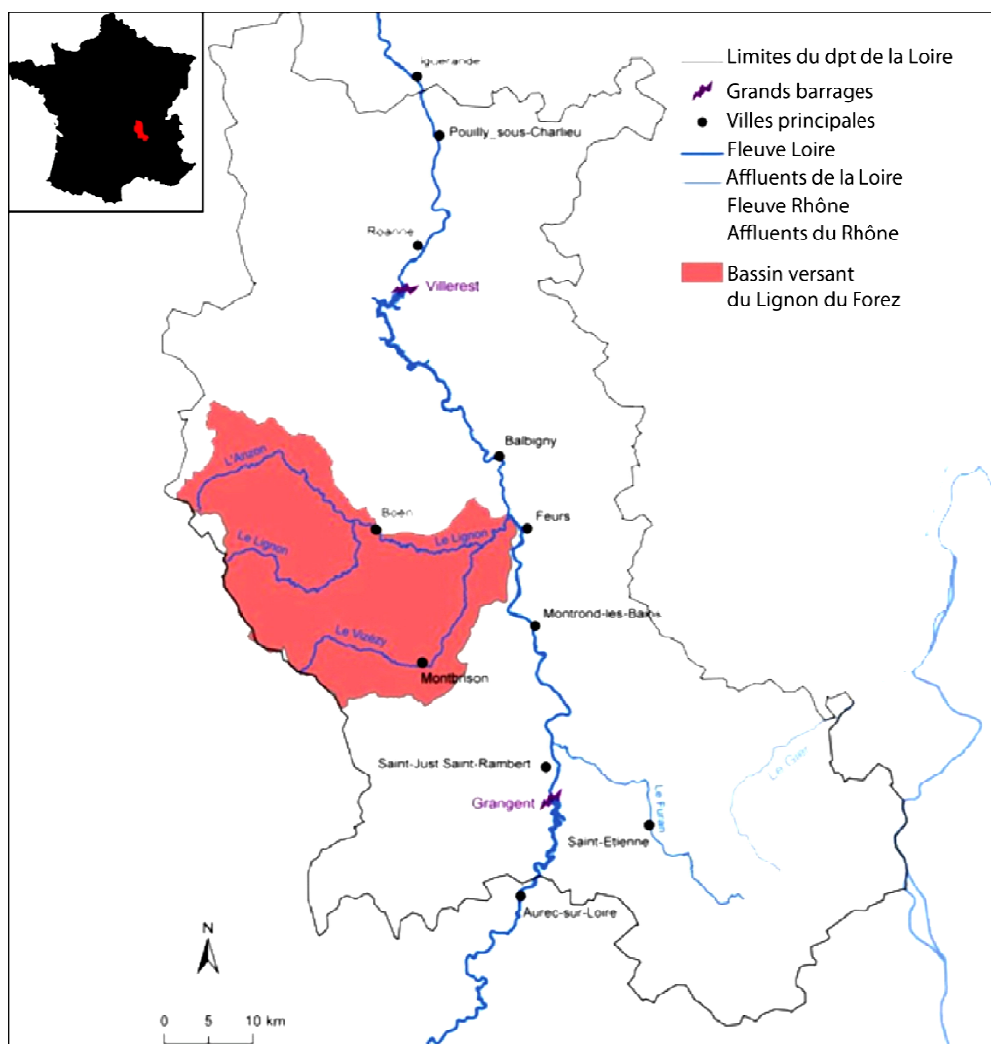 Limites du dpt de la Loire
Grands barrages
Villes principales
Fleuve Loire
Affluents de la Loire
Fleuve Rhône
Affluents du Rhône
Bassin versant
du Lignon du Forez
Iguerande
Pouilly_sous-Charlieu
Roanne
Villerest
Balbigny
L'Anzon
Boën
Feurs
Le Lignon
Le Lignon
Montrond-les-Bains
Le Vizézy
Montbrison
Saint-Just Saint-Rambert
Le Gier
Grangent
Le Furan
Saint-Etienne
Aurec-sur-Loire
N
0 5 10 km